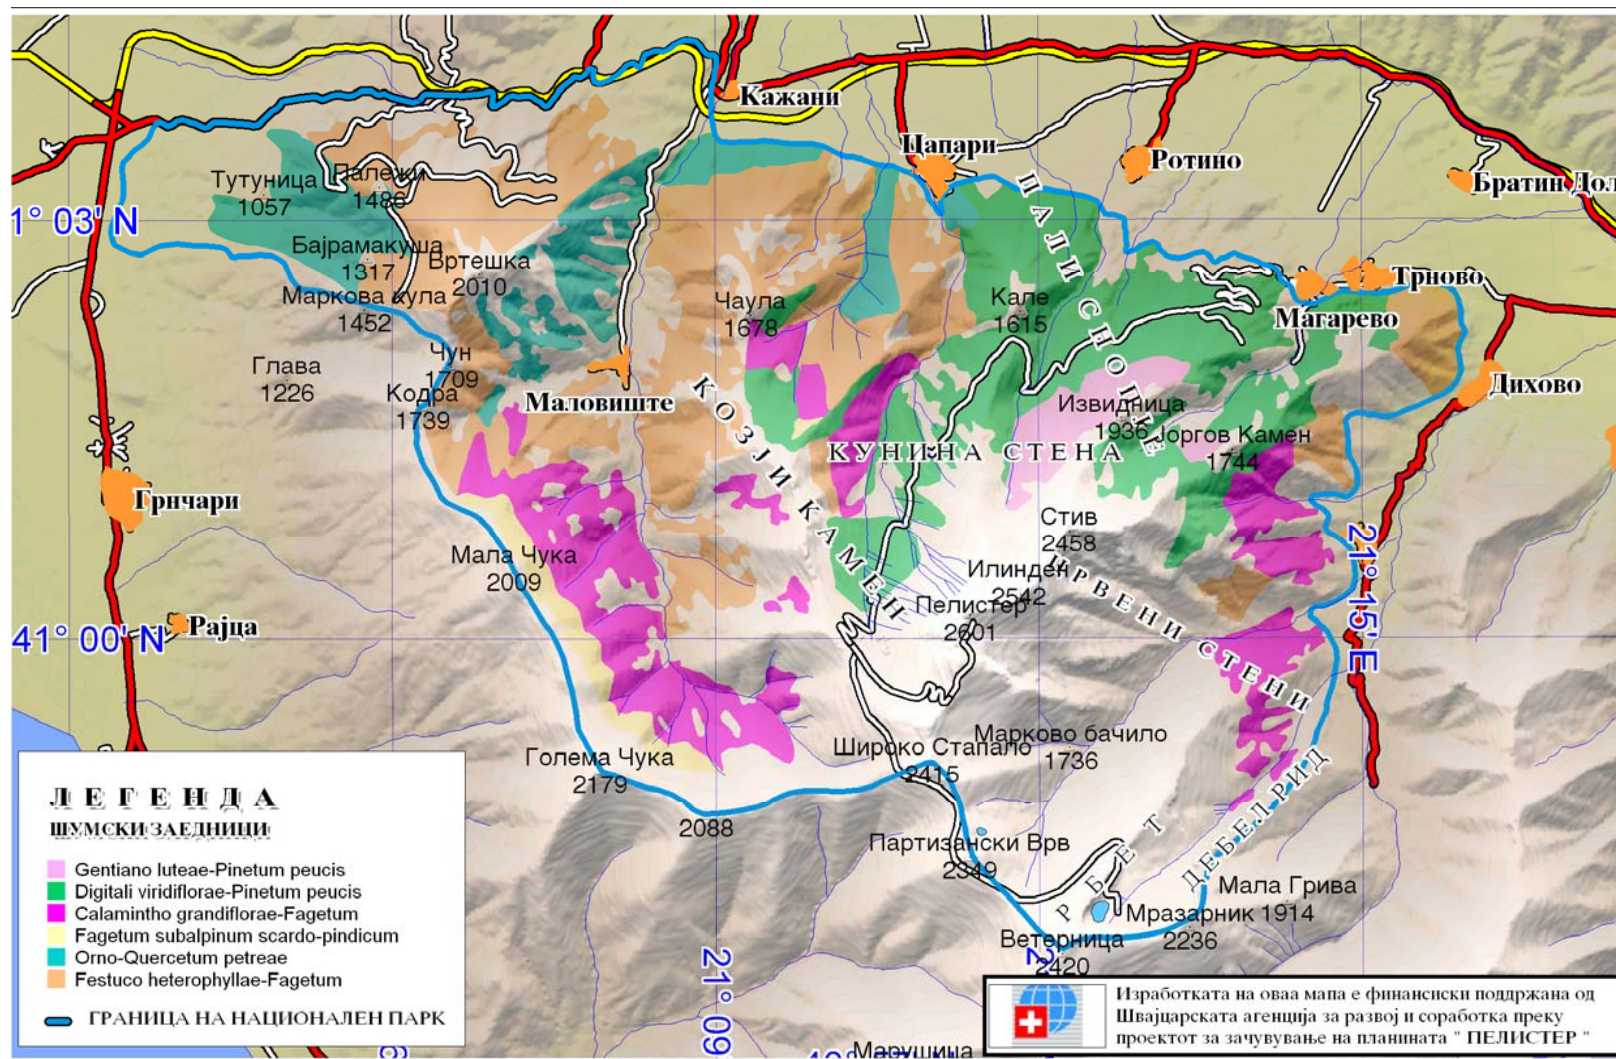 Кажани
Цапари
Ротино
Братин Дол
Тутуница
1057
Палежи
1486
1° 03' N
ПАЛИСНОПЈЕ
Бајрамакуша
1317
Вртешка
2010
Трново
Маркова кула
1452
Чаула
1678
Кале
1615
Магарево
Глава
1226
Чун
1709
Кодра
1739
Маловиште
Дихово
КОЗЈИ КАМЕН
Извидница
1936
Јоргов Камен
1744
КУНИНА СТЕНА
Грнчари
Стив
2458
Мала Чука
2009
Илинден
2542
ЦРВЕНИ СТЕНИ
Пелистер
2601
21° 15' E
Рајца
41° 00' N
Марково бачило
1736
Широко Стапало
2415
Голема Чука
2179
2088
Партизански Врв
2349
РБЕТ
ДЕБЕЛ РИД
Мала Грива
1914
Мразарник
2236
Ветерница
2420
21° 09'
Марушица
ЛЕГЕНДА
ШУМСКИ ЗАЕДНИЦИ
Gentiano luteae-Pinetum peucis
Digitali viridiflorae-Pinetum peucis
Calamintho grandiflorae-Fagetum
Fagetum subalpinum scardo-pindicum
Orno-Quercetum petreae
Festuco heterophyllae-Fagetum
ГРАНИЦА НА НАЦИОНАЛЕН ПАРК
Изработката на оваа мапа е финансиски поддржана од
Швајцарската агенција за развој и соработка преку
проектот за зачувување на планината " ПЕЛИСТЕР "